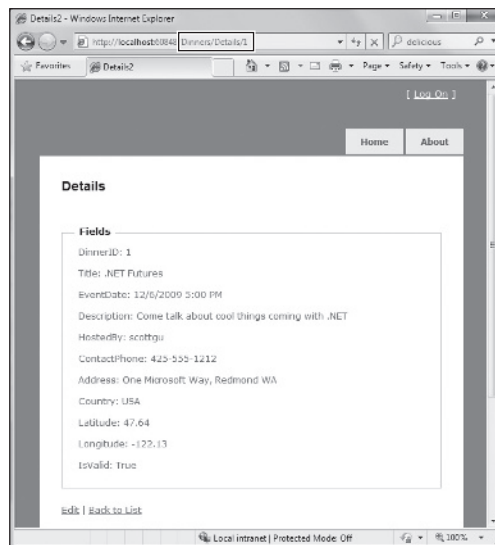 Details2 - Windows Internet Explorer
http://localhost:60848/Dinners/Details/1
delicious
Favorites
Details2
Page
Safety
Tools
[ Log On ]
Home
About
Details
Fields
DinnerID: 1
Title: .NET Futures
EventDate: 12/6/2009 5:00 PM
Description: Come talk about cool things coming with .NET
HostedBy: scottgu
ContactPhone: 425-555-1212
Address: One Microsoft Way, Redmond WA
Country: USA
Latitude: 47.64
Longitude: -122.13
IsValid: True
Edit | Back to List
Local intranet | Protected Mode: Off
100%